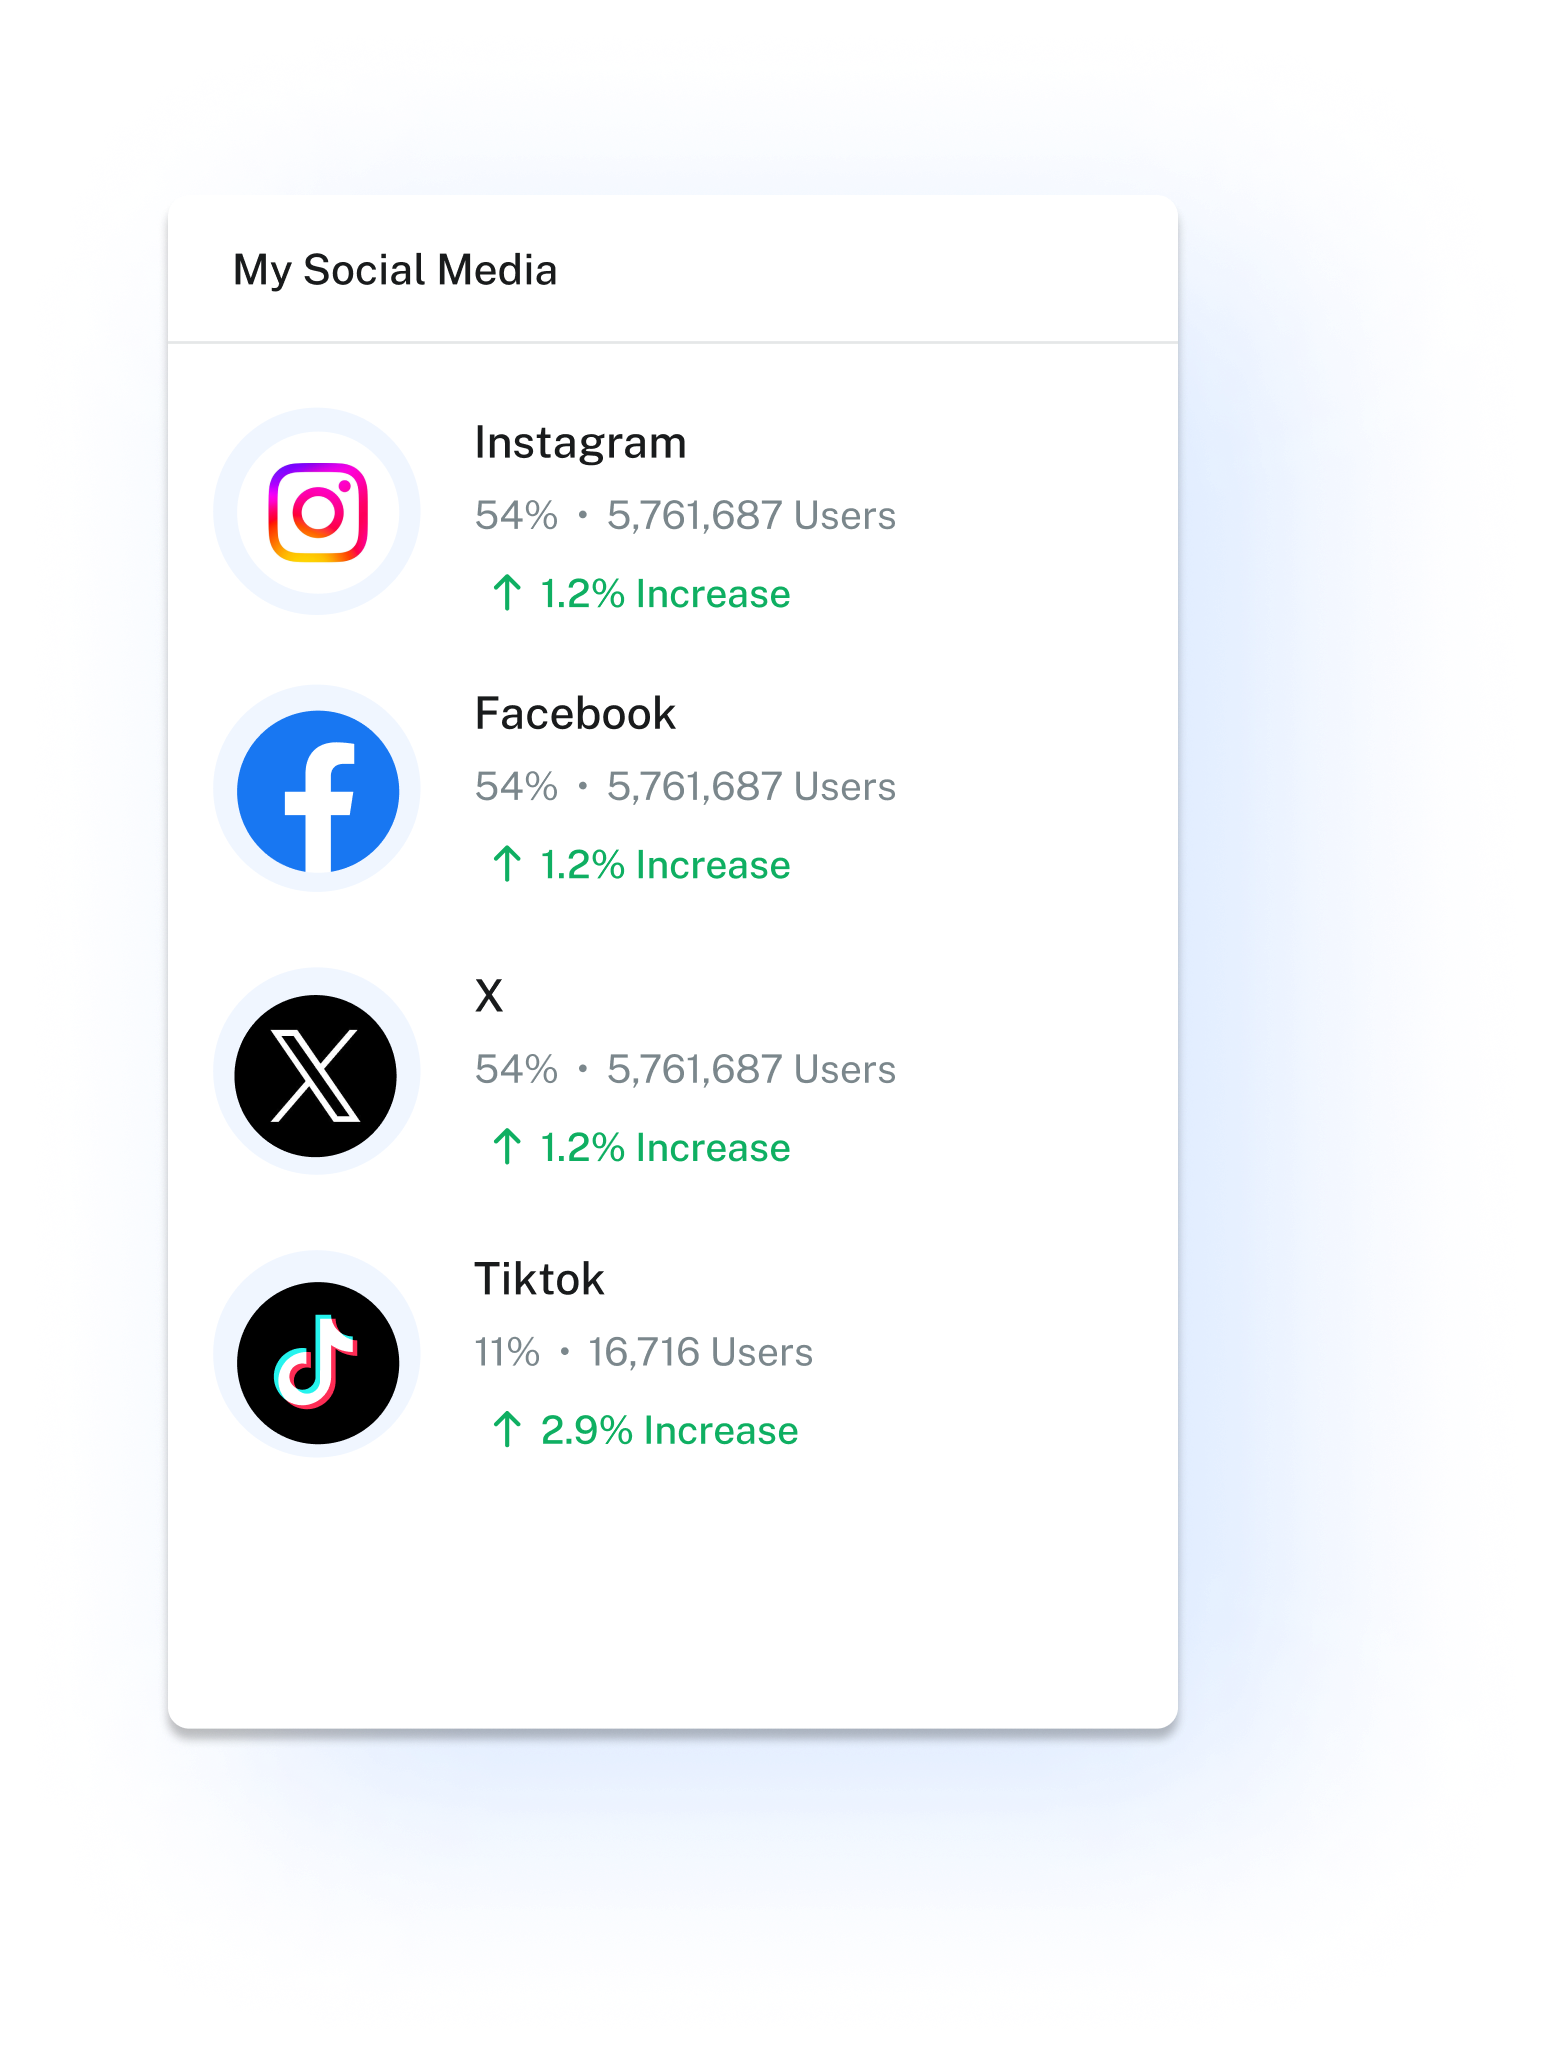 My Social Media
Instagram
54% • 5,761,687 Users
↑ 1.2% Increase
Facebook
54% • 5,761,687 Users
↑ 1.2% Increase
X
54% • 5,761,687 Users
↑ 1.2% Increase
Tiktok
11% • 16,716 Users
↑ 2.9% Increase